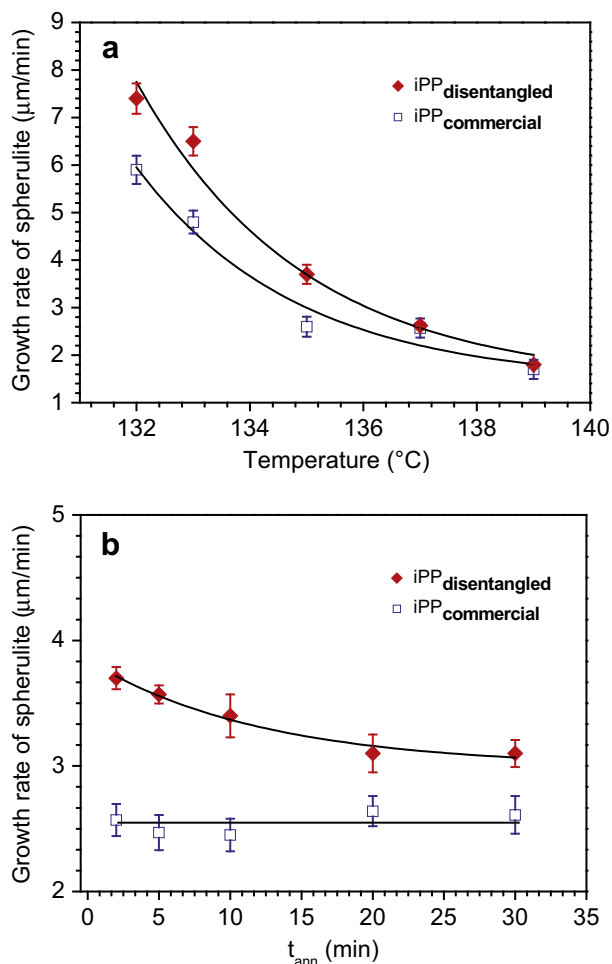 a
9
8
7
6
5
4
3
2
1
Growth rate of spherulite (μm/min)
iPPdisentangled
iPPcommercial
132 134 136 138 140
Temperature (°C)
b
5
4
3
2
Growth rate of spherulite (μm/min)
iPPdisentangled
iPPcommercial
0 5 10 15 20 25 30 35
tann (min)